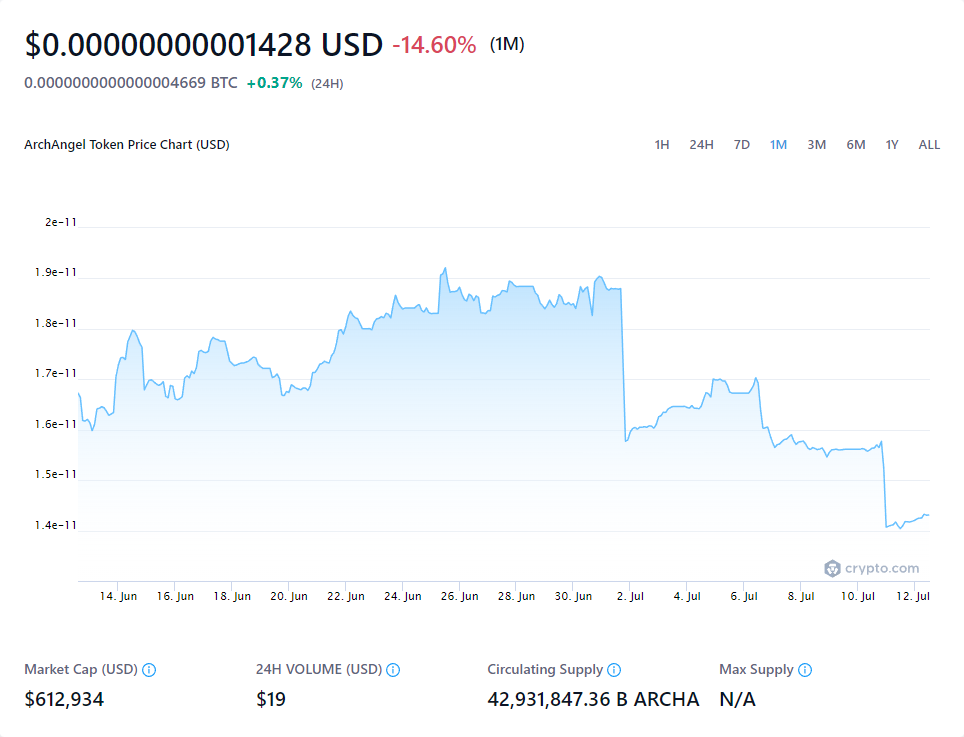 $0.00000000001428 USD -14.60% (1M)
0.0000000000000004669 BTC +0.37% (24H)
ArchAngel Token Price Chart (USD) 1H 24H 7D 1M 3M 6M 1Y ALL
2e-11
1.9e-11
1.8e-11
1.7e-11
1.6e-11
1.5e-11
1.4e-11
crypto.com
14. Jun 16. Jun 18. Jun 20. Jun 22. Jun 24. Jun 26. Jun 28. Jun 30. Jun 2. Jul 4. Jul 6. Jul 8. Jul 10. Jul 12. Jul
Market Cap (USD) 24H VOLUME (USD) Circulating Supply Max Supply
$612,934 $19 42,931,847.36 B ARCHA N/A